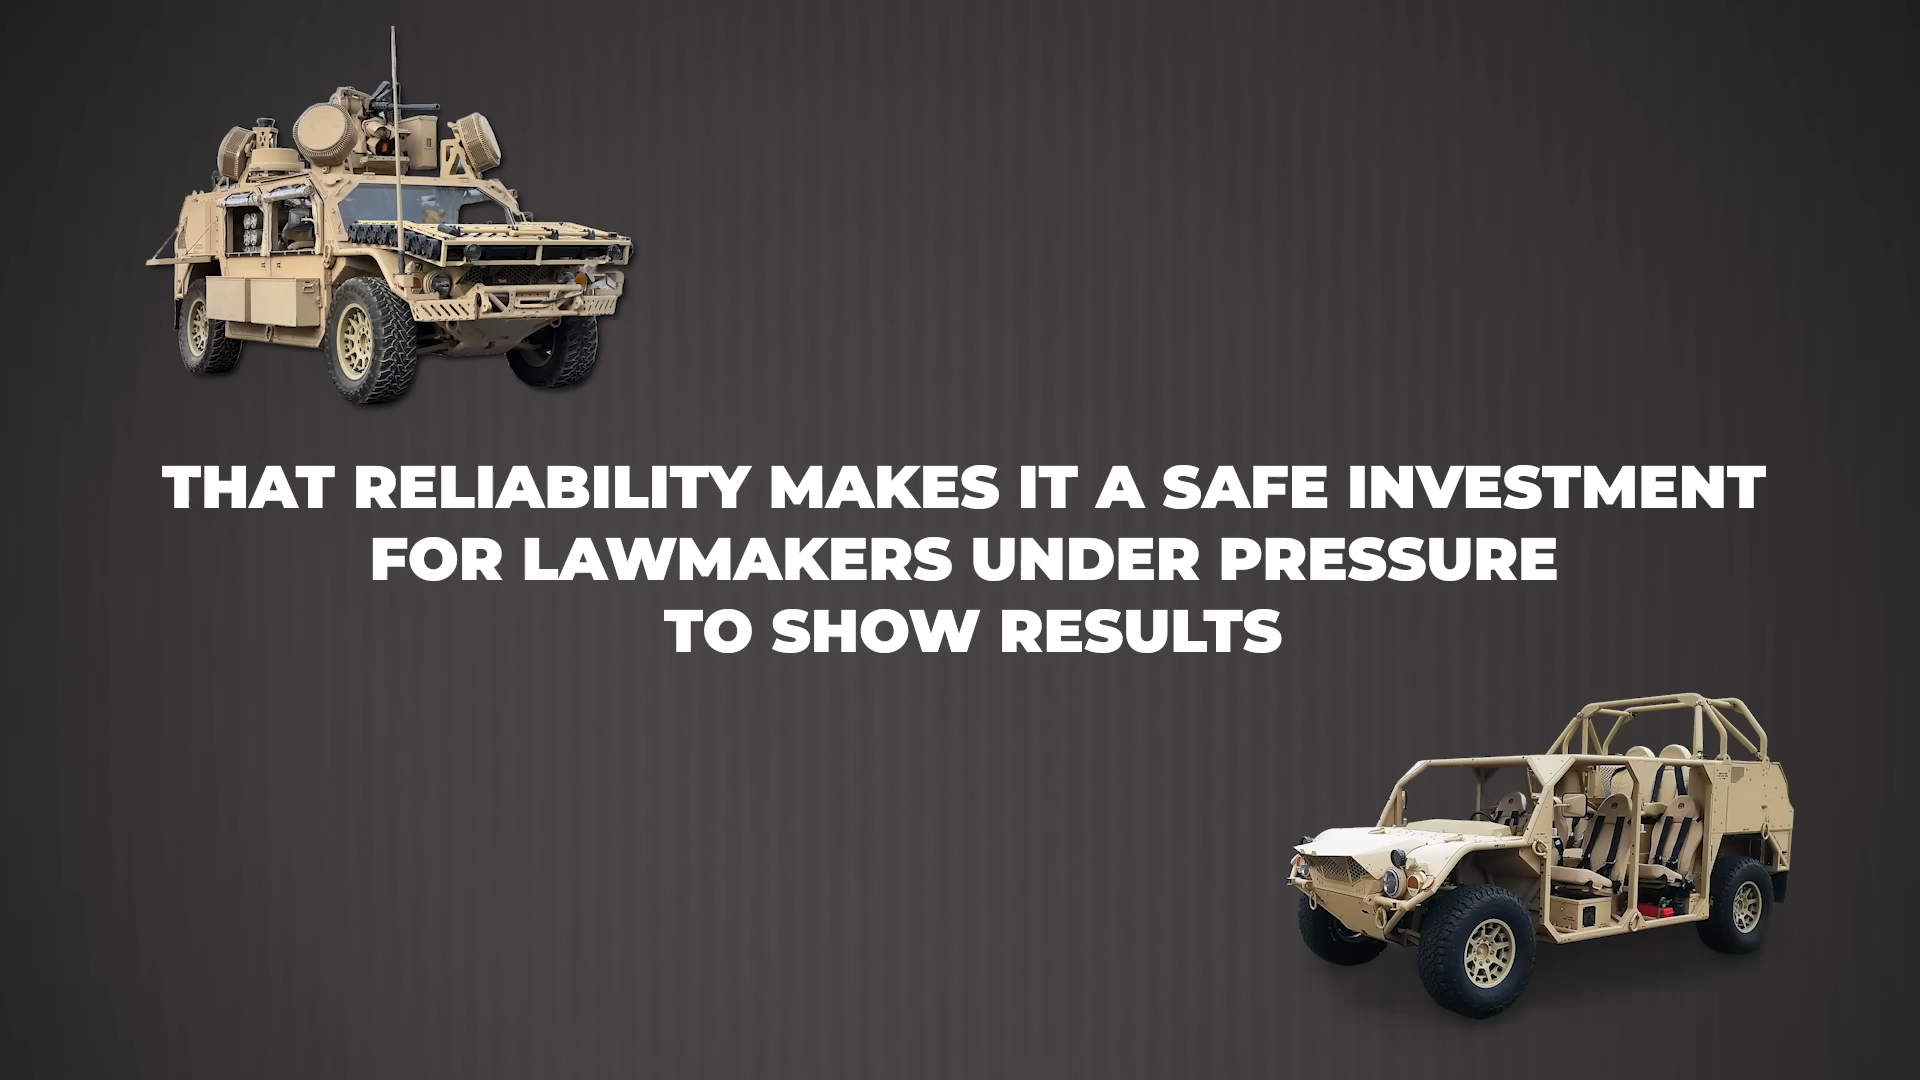 THAT RELIABILITY MAKES IT A SAFE INVESTMENT
FOR LAWMAKERS UNDER PRESSURE
TO SHOW RESULTS